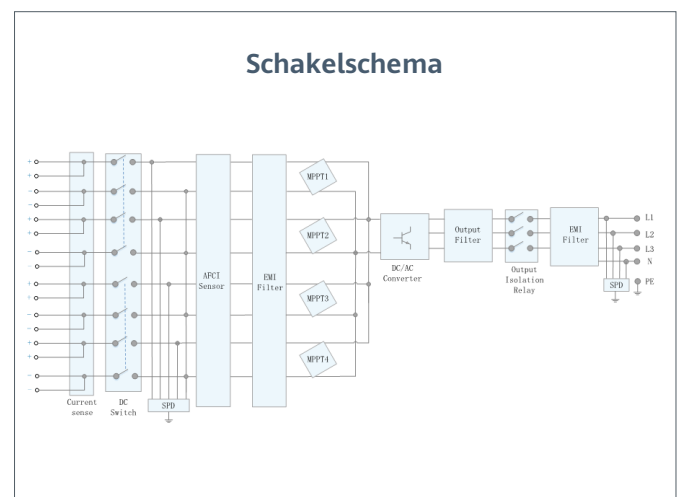 Schakelschema
+
+
-
-
+
+
-
-
+
+
-
-
+
+
-
-
Current
sense
DC
Switch
SPD
AFCI
Sensor
EMI
Filter
MPPT1
MPPT2
MPPT3
MPPT4
DC/AC
Converter
Output
Filter
Output
Isolation
Relay
EMI
Filter
SPD
L1
L2
L3
N
PE